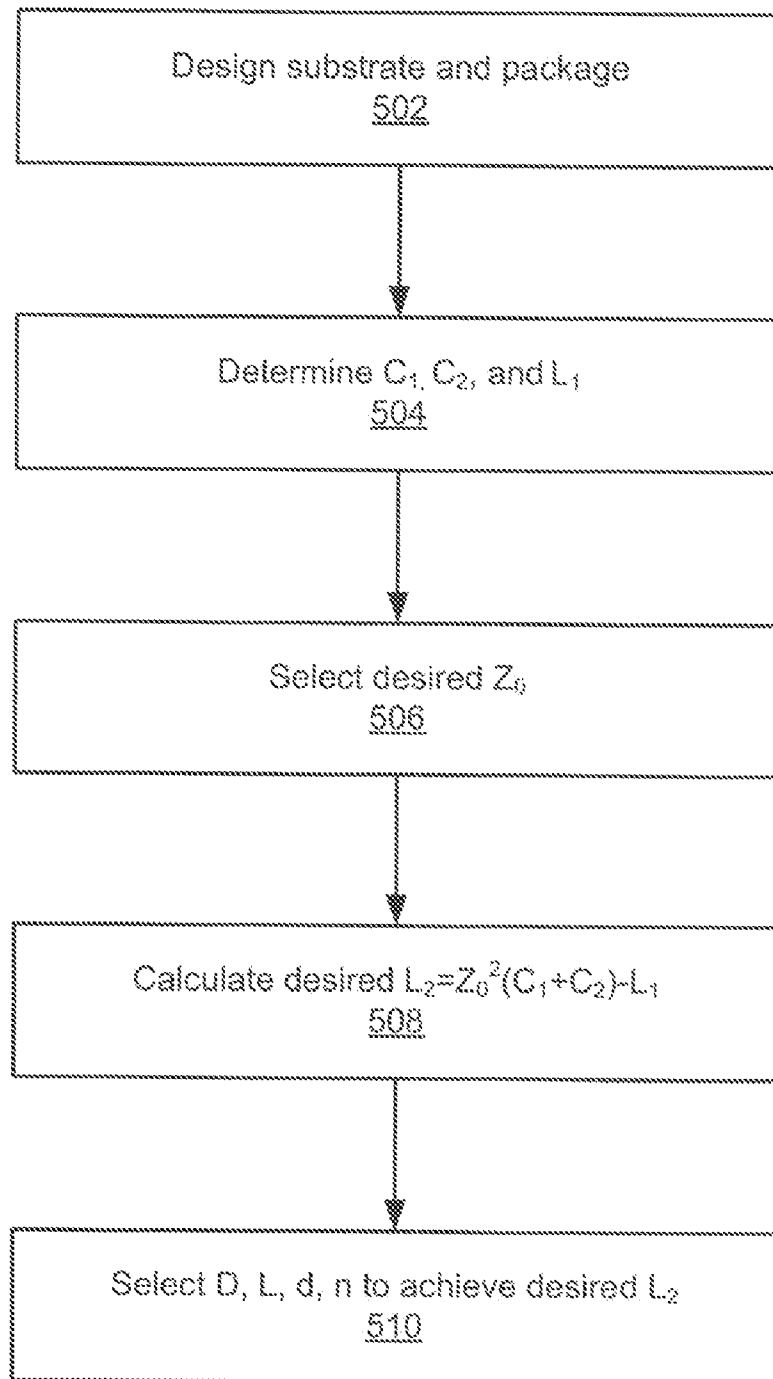 Design substrate and package
502
Determine C₁, C₂, and L₁
504
Select desired Z₀
506
Calculate desired L₂=Z₀²(C₁+C₂)-L₁
508
Select D, L, d, n to achieve desired L₂
510